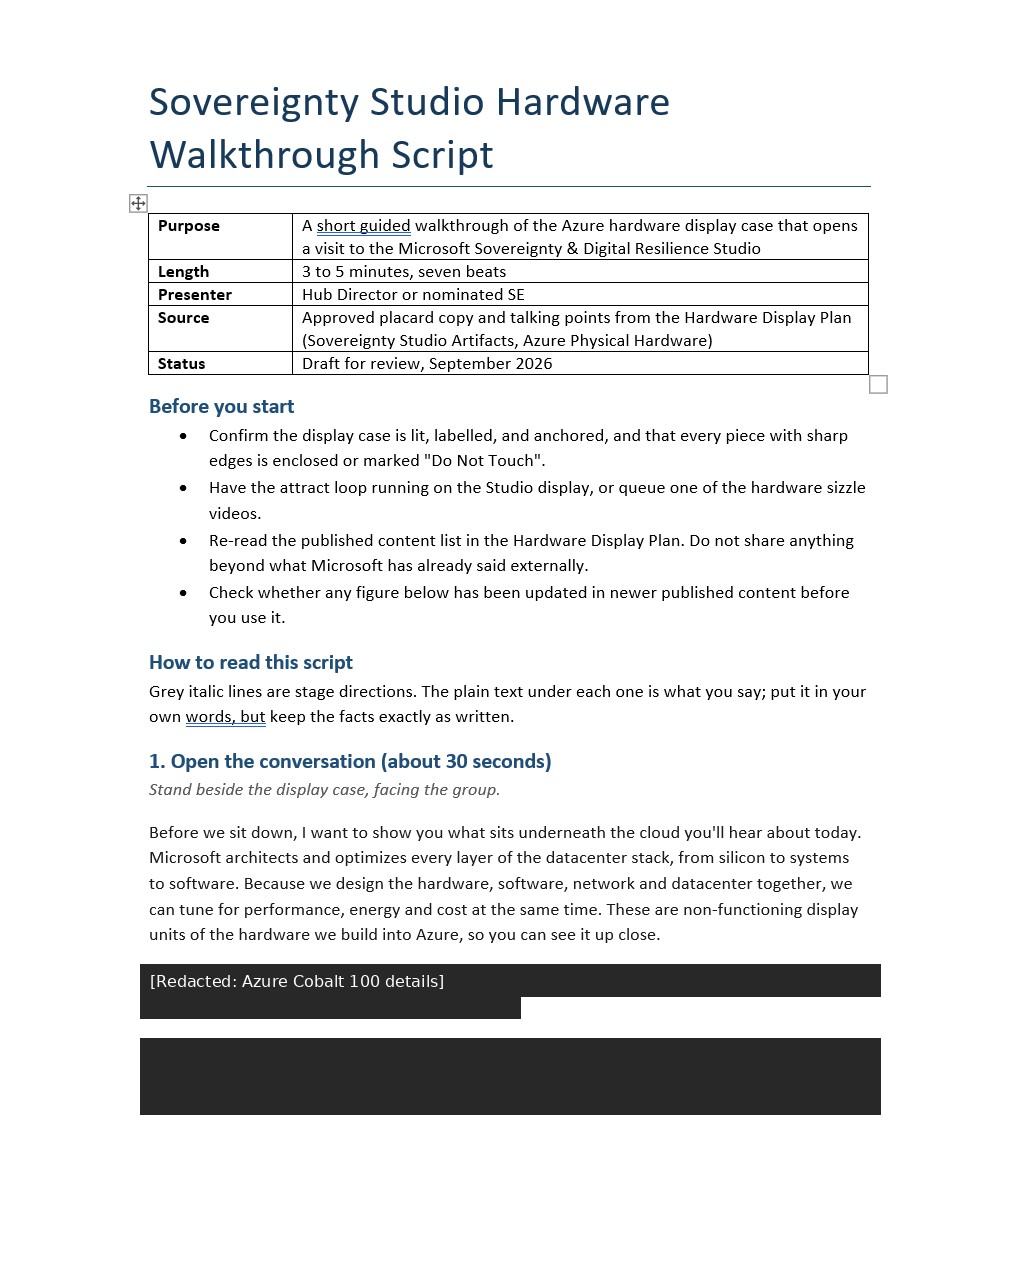 Sovereignty Studio Hardware
Walkthrough Script
Purpose
A short guided walkthrough of the Azure hardware display case that opens
a visit to the Microsoft Sovereignty & Digital Resilience Studio
Length
3 to 5 minutes, seven beats
Presenter
Hub Director or nominated SE
Source
Approved placard copy and talking points from the Hardware Display Plan
(Sovereignty Studio Artifacts, Azure Physical Hardware)
Status
Draft for review, September 2026
Before you start
• Confirm the display case is lit, labelled, and anchored, and that every piece with sharp
edges is enclosed or marked "Do Not Touch".
• Have the attract loop running on the Studio display, or queue one of the hardware sizzle
videos.
• Re-read the published content list in the Hardware Display Plan. Do not share anything
beyond what Microsoft has already said externally.
• Check whether any figure below has been updated in newer published content before
you use it.
How to read this script
Grey italic lines are stage directions. The plain text under each one is what you say; put it in your
own words, but keep the facts exactly as written.
1. Open the conversation (about 30 seconds)
Stand beside the display case, facing the group.
Before we sit down, I want to show you what sits underneath the cloud you'll hear about today.
Microsoft architects and optimizes every layer of the datacenter stack, from silicon to systems
to software. Because we design the hardware, software, network and datacenter together, we
can tune for performance, energy and cost at the same time. These are non-functioning display
units of the hardware we build into Azure, so you can see it up close.
[Redacted: Azure Cobalt 100 details]